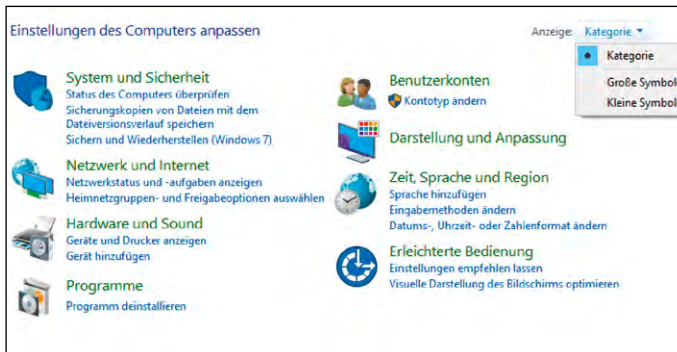 Einstellungen des Computers anpassen
Anzeige: Kategorie
Kategorie
Große Symbole
Kleine Symbole
System und Sicherheit
Status des Computers überprüfen
Sicherungskopien von Dateien mit dem
Dateiversionsverlauf speichern
Sichern und Wiederherstellen (Windows 7)
Netzwerk und Internet
Netzwerkstatus und -aufgaben anzeigen
Heimnetzgruppen- und Freigabeoptionen auswählen
Hardware und Sound
Geräte und Drucker anzeigen
Gerät hinzufügen
Programme
Programm deinstallieren
Benutzerkonten
Kontotyp ändern
Darstellung und Anpassung
Zeit, Sprache und Region
Sprache hinzufügen
Eingabemethoden ändern
Datums-, Uhrzeit- oder Zahlenformat ändern
Erleichterte Bedienung
Einstellungen empfehlen lassen
Visuelle Darstellung des Bildschirms optimieren